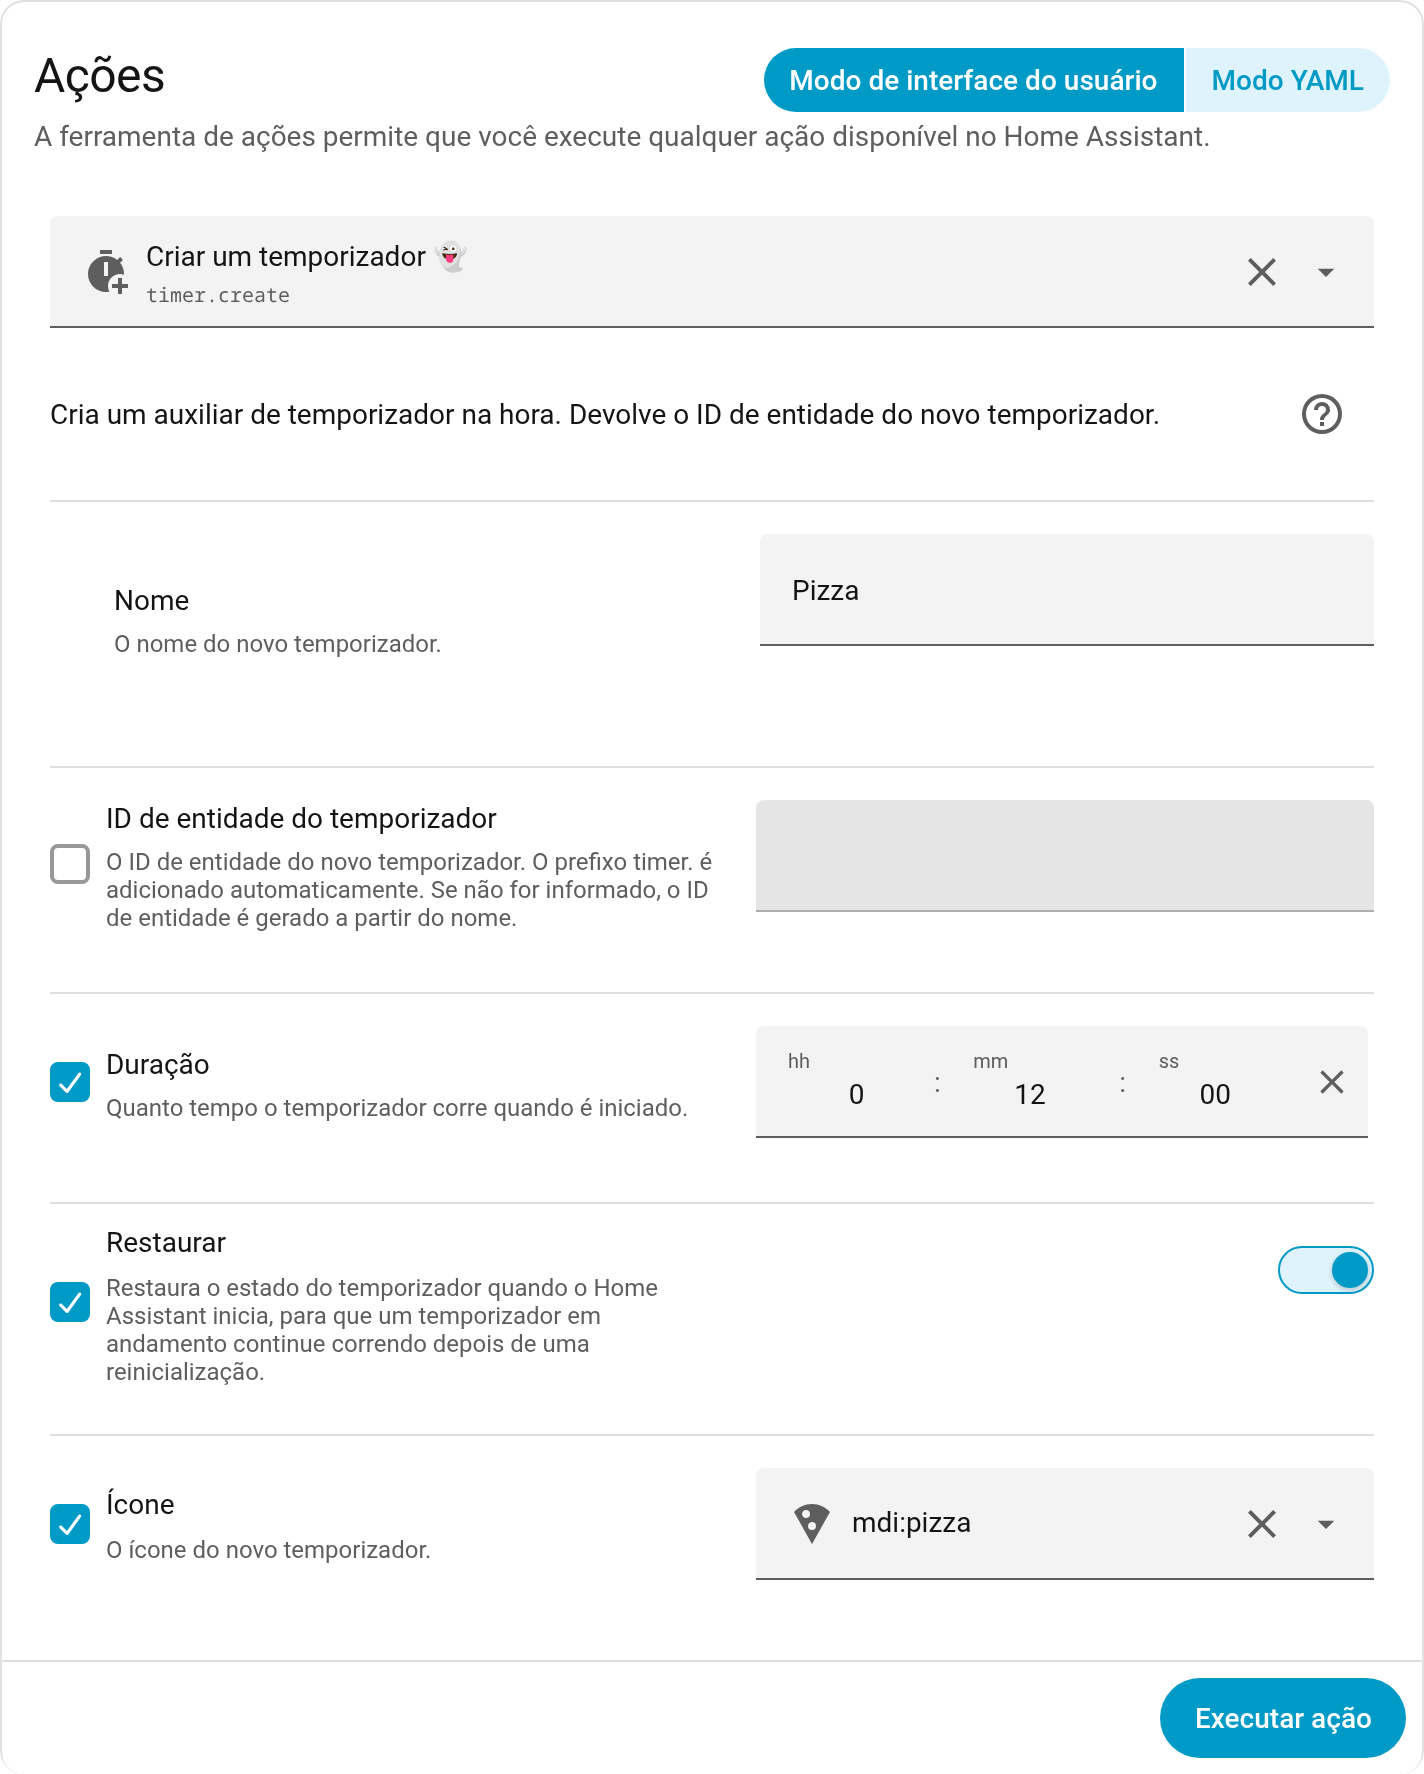 Ações
Modo de interface do usuário
Modo YAML
A ferramenta de ações permite que você execute qualquer ação disponível no Home Assistant.
Criar um temporizador 👻
timer.create
Cria um auxiliar de temporizador na hora. Devolve o ID de entidade do novo temporizador.
Nome
O nome do novo temporizador.
Pizza
ID de entidade do temporizador
O ID de entidade do novo temporizador. O prefixo timer. é
adicionado automaticamente. Se não for informado, o ID
de entidade é gerado a partir do nome.
Duração
Quanto tempo o temporizador corre quando é iniciado.
hh mm ss
0 : 12 : 00
Restaurar
Restaura o estado do temporizador quando o Home
Assistant inicia, para que um temporizador em
andamento continue correndo depois de uma
reinicialização.
Ícone
O ícone do novo temporizador.
mdi:pizza
Executar ação